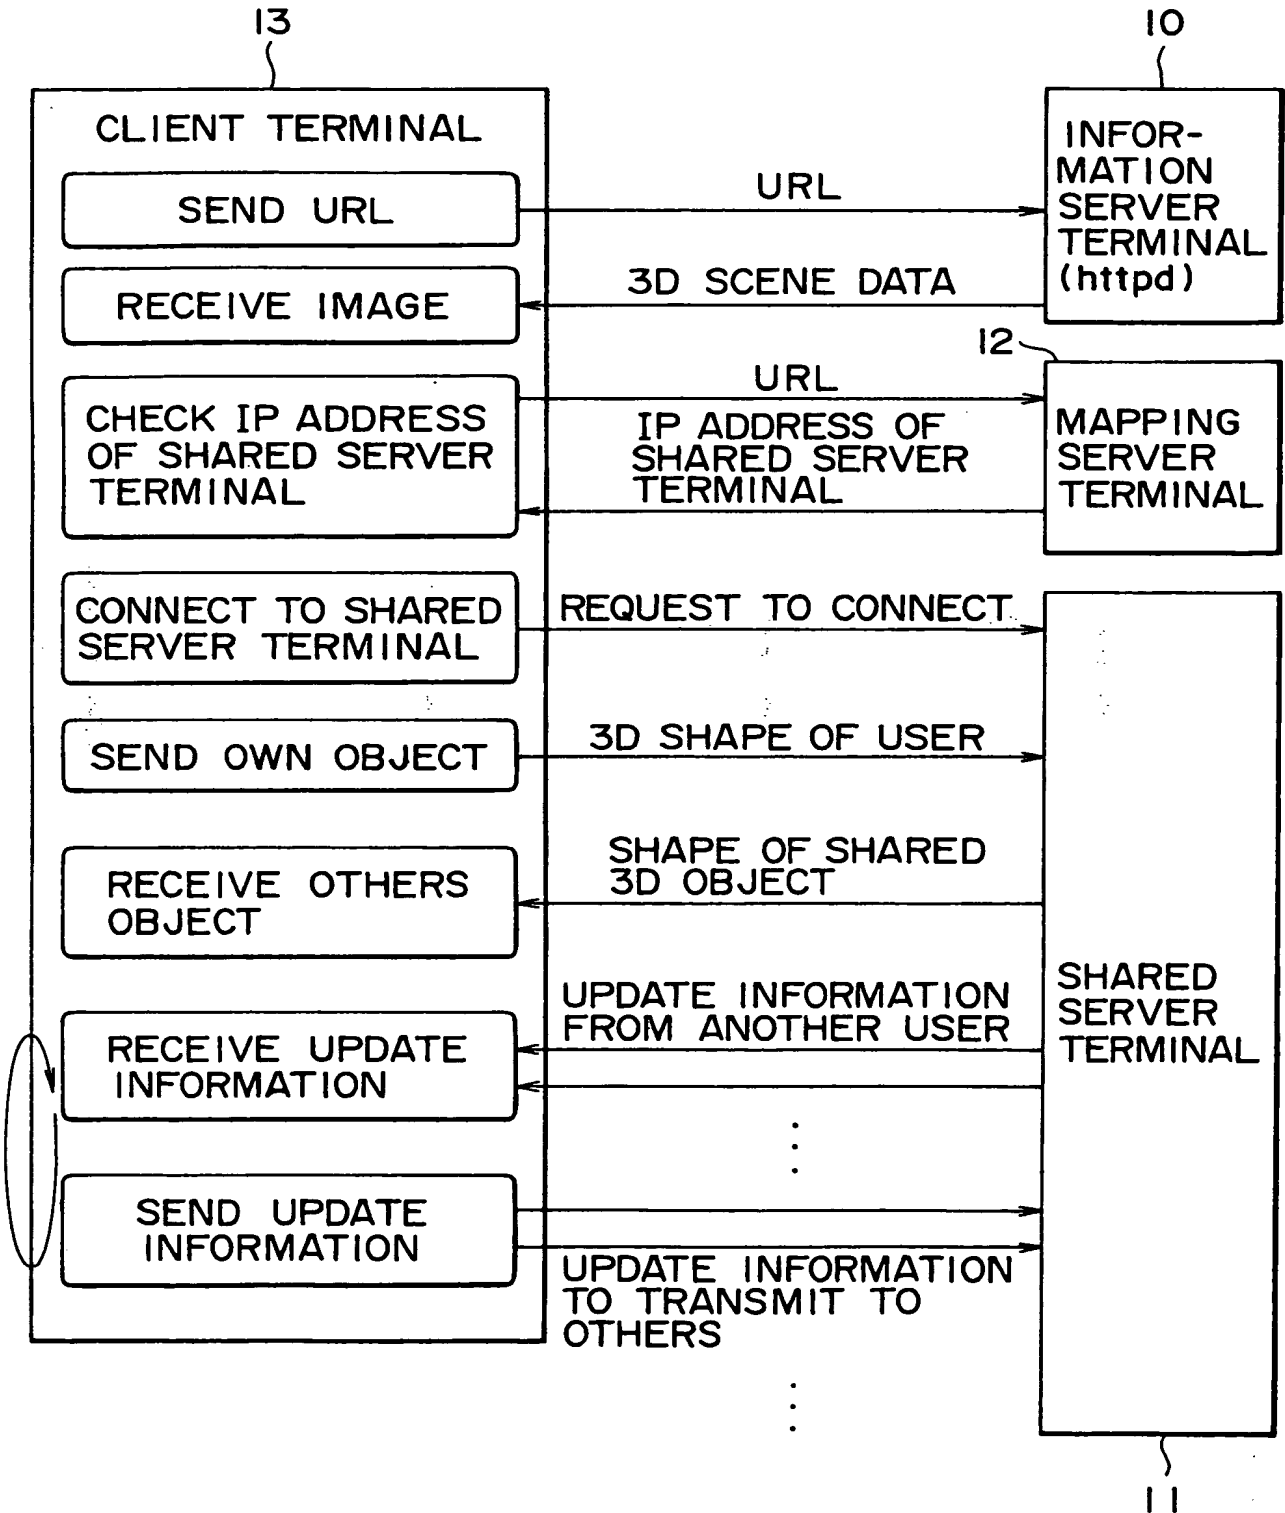 13
10
CLIENT TERMINAL
SEND URL
URL
INFOR-
MATION
SERVER
TERMINAL
(httpd)
RECEIVE IMAGE
3D SCENE DATA
12
CHECK IP ADDRESS
OF SHARED SERVER
TERMINAL
URL
IP ADDRESS OF
SHARED SERVER
TERMINAL
MAPPING
SERVER
TERMINAL
CONNECT TO SHARED
SERVER TERMINAL
REQUEST TO CONNECT
SEND OWN OBJECT
3D SHAPE OF USER
RECEIVE OTHERS
OBJECT
SHAPE OF SHARED
3D OBJECT
SHARED
SERVER
TERMINAL
RECEIVE UPDATE
INFORMATION
UPDATE INFORMATION
FROM ANOTHER USER
SEND UPDATE
INFORMATION
UPDATE INFORMATION
TO TRANSMIT TO
OTHERS
11